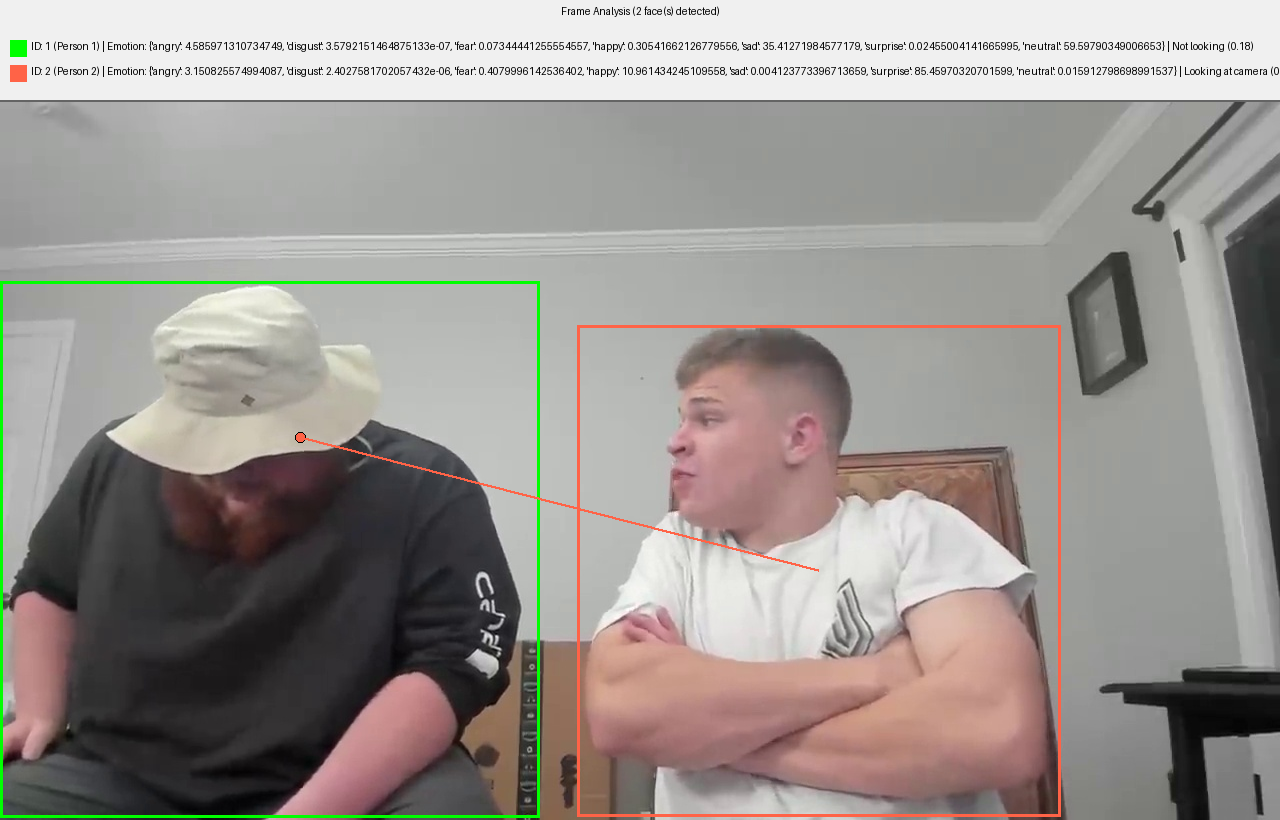 Frame Analysis (2 face(s) detected)
ID: 1 (Person 1) | Emotion: {'angry': 4.585971310734749, 'disgust': 3.5792151464875133e-07, 'fear': 0.07344441255554557, 'happy': 0.30541662126779556, 'sad': 35.41271984577179, 'surprise': 0.02455004141665995, 'neutral': 59.59790349006653} | Not looking (0.18)
ID: 2 (Person 2) | Emotion: {'angry': 3.150825574994087, 'disgust': 2.4027581702057432e-06, 'fear': 0.4079996142536402, 'happy': 10.961434245109558, 'sad': 0.004123773396713659, 'surprise': 85.45970320701599, 'neutral': 0.015912798698991537} | Looking at camera (0